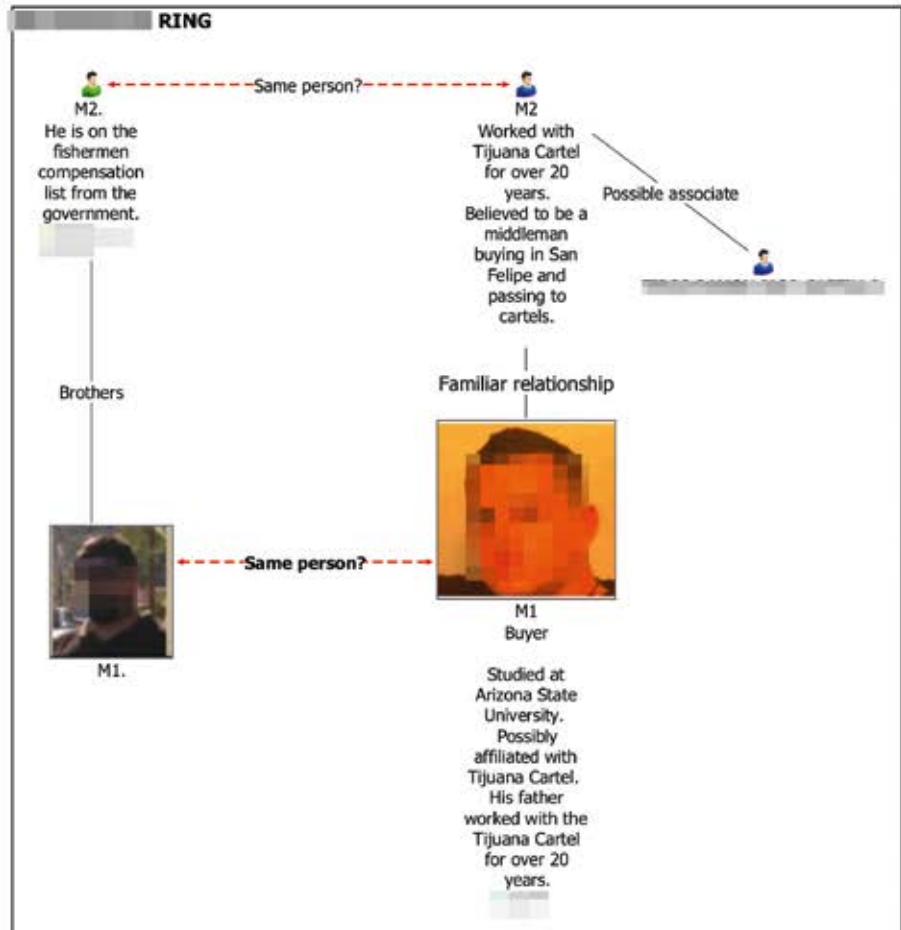 RING
Same person?
M2.
He is on the
fishermen
compensation
list from the
government.
M2
Worked with
Tijuana Cartel
for over 20
years.
Believed to be a
middleman
buying in San
Felipe and
passing to
cartels.
Possible associate
Brothers
Familiar relationship
Same person?
M1.
M1
Buyer
Studied at
Arizona State
University.
Possibly
affiliated with
Tijuana Cartel.
His father
worked with the
Tijuana Cartel
for over 20
years.